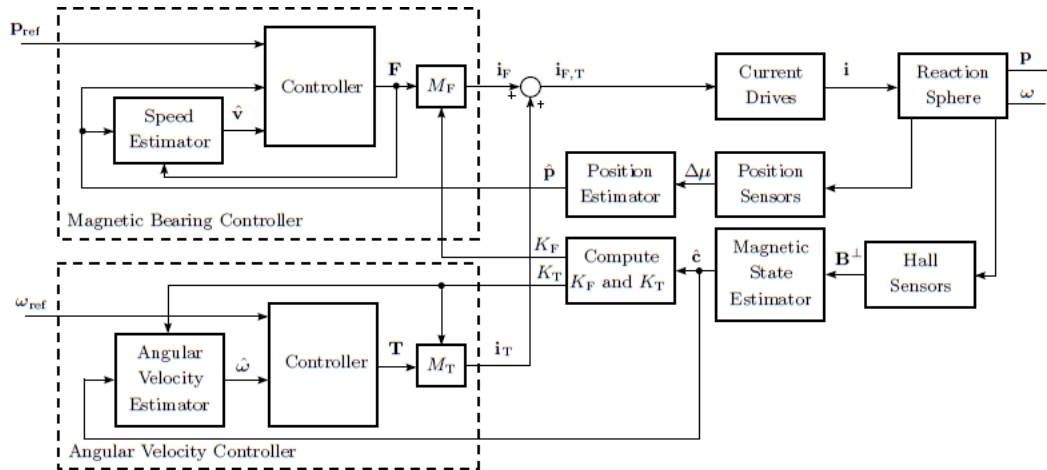 P_ref
Controller
F
M_F
i_F
i_F,T
Current
Drives
i
Reaction
Sphere
p
ω
Speed
Estimator
v̂
+
+
p̂
Position
Estimator
Δμ
Position
Sensors
Magnetic Bearing Controller
K_F
K_T
Compute
K_F and K_T
ĉ
Magnetic
State
Estimator
B^⊥
Hall
Sensors
ω_ref
Angular
Velocity
Estimator
ω̂
Controller
T
M_T
i_T
Angular Velocity Controller